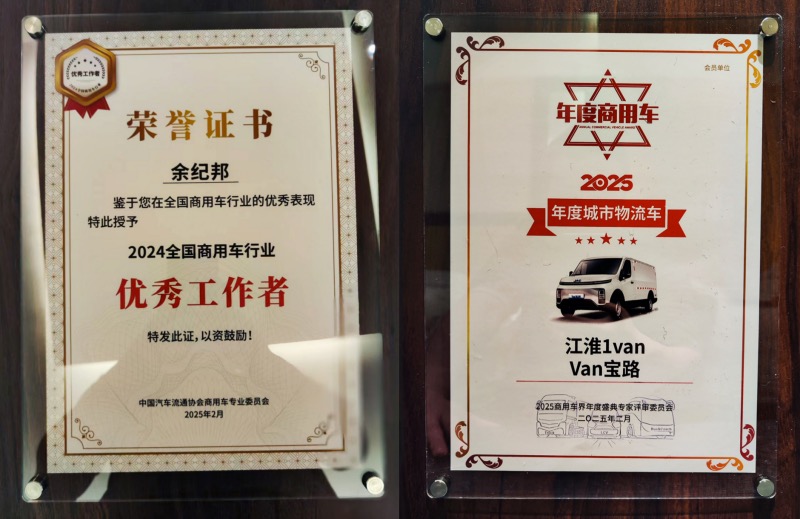 优秀工作者
荣誉证书
余纪邦
鉴于您在全国商用车行业的优秀表现
特此授予
2024全国商用车行业
优秀工作者
特发此证，以资鼓励！
中国汽车流通协会商用车专业委员会
2025年2月
会员单位
年度商用车
ANNUAL COMMERCIAL VEHICLE AWARD
2025
年度城市物流车
江淮1van
Van宝路
2025商用车界年度盛典专家评审委员会
二〇二五年二月